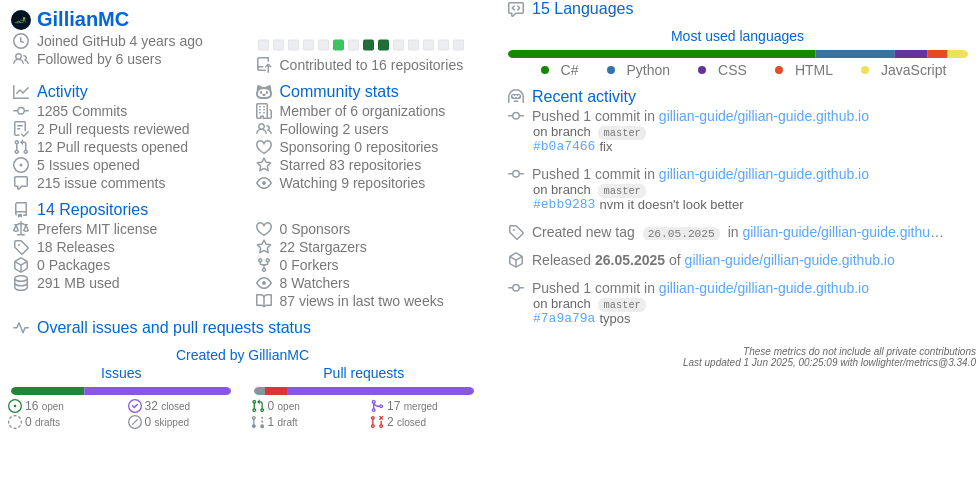 GillianMC
Joined GitHub 4 years ago
Followed by 6 users
Contributed to 16 repositories
Activity
1285 Commits
2 Pull requests reviewed
12 Pull requests opened
5 Issues opened
215 issue comments
Community stats
Member of 6 organizations
Following 2 users
Sponsoring 0 repositories
Starred 83 repositories
Watching 9 repositories
14 Repositories
Prefers MIT license
18 Releases
0 Packages
291 MB used
0 Sponsors
22 Stargazers
0 Forkers
8 Watchers
87 views in last two weeks
Overall issues and pull requests status
Created by GillianMC
Issues
16 open
32 closed
0 drafts
0 skipped
Pull requests
0 open
17 merged
1 draft
2 closed
15 Languages
Most used languages
C# Python CSS HTML JavaScript
Recent activity
Pushed 1 commit in gillian-guide/gillian-guide.github.io
on branch master
#b0a7466 fix
Pushed 1 commit in gillian-guide/gillian-guide.github.io
on branch master
#ebb9283 nvm it doesn't look better
Created new tag 26.05.2025 in gillian-guide/gillian-guide.githu…
Released 26.05.2025 of gillian-guide/gillian-guide.github.io
Pushed 1 commit in gillian-guide/gillian-guide.github.io
on branch master
#7a9a79a typos
These metrics do not include all private contributions
Last updated 1 Jun 2025, 00:25:09 with lowlighter/metrics@3.34.0